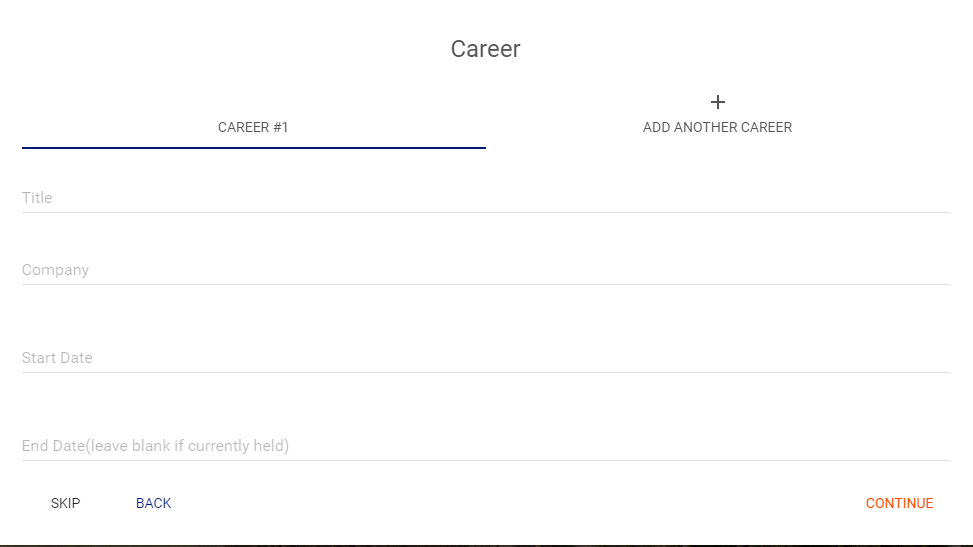 Career
CAREER #1
ADD ANOTHER CAREER
Title
Company
Start Date
End Date(leave blank if currently held)
SKIP BACK CONTINUE